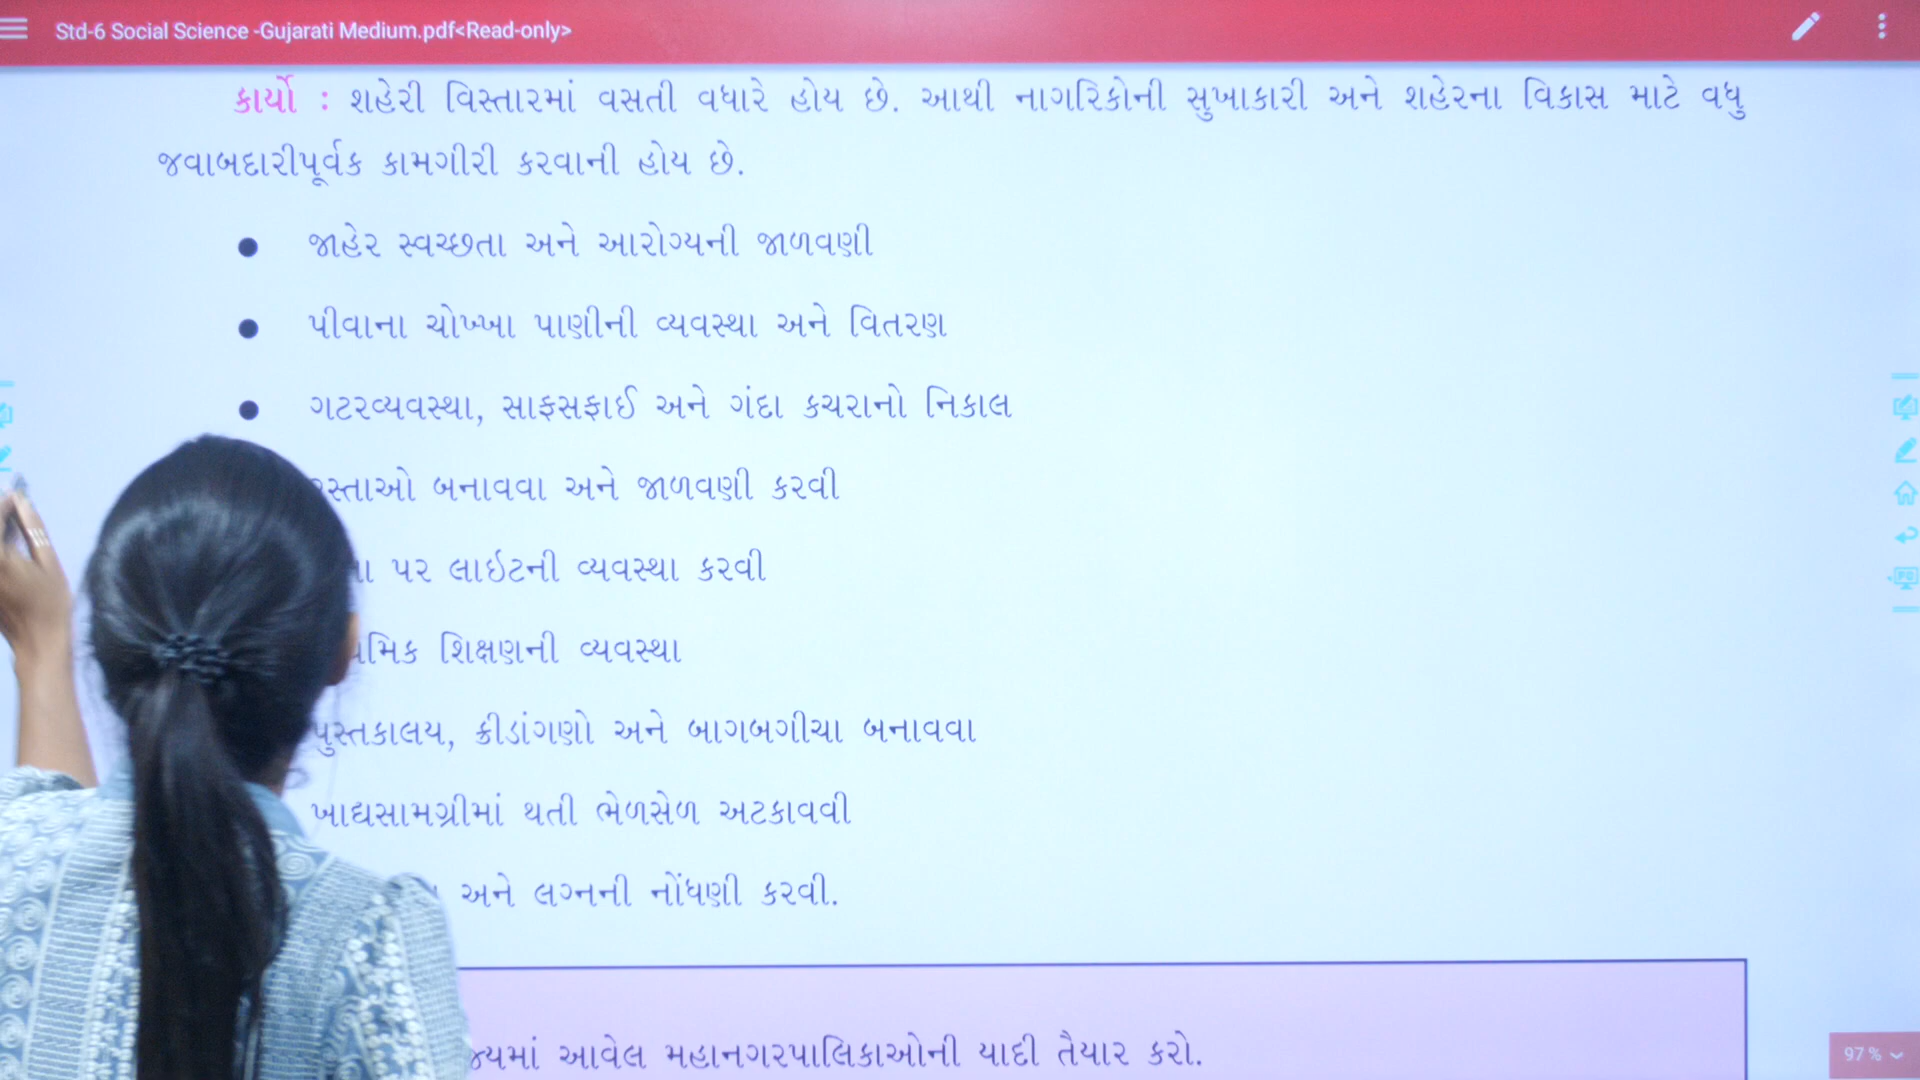 Std-6 Social Science -Gujarati Medium.pdf<Read-only>
કાર્યો : શહેરી વિસ્તારમાં વસતી વધારે હોય છે. આથી નાગરિકોની સુખાકારી અને શહેરના વિકાસ માટે વધુ
જવાબદારીપૂર્વક કામગીરી કરવાની હોય છે.
● જાહેર સ્વચ્છતા અને આરોગ્યની જાળવણી
● પીવાના ચોખ્ખા પાણીની વ્યવસ્થા અને વિતરણ
● ગટરવ્યવસ્થા, સાફસફાઈ અને ગંદા કચરાનો નિકાલ
બનાવવા અને જાળવણી કરવી
પર લાઇટની વ્યવસ્થા કરવી
શિક્ષણની વ્યવસ્થા
પુસ્તકાલય, ક્રીડાંગણો અને બાગબગીચા બનાવવા
ખાદ્યસામગ્રીમાં થતી ભેળસેળ અટકાવવી
અને લગ્નની નોંધણી કરવી.
આવેલ મહાનગરપાલિકાઓની યાદી તૈયાર કરો.
97 %